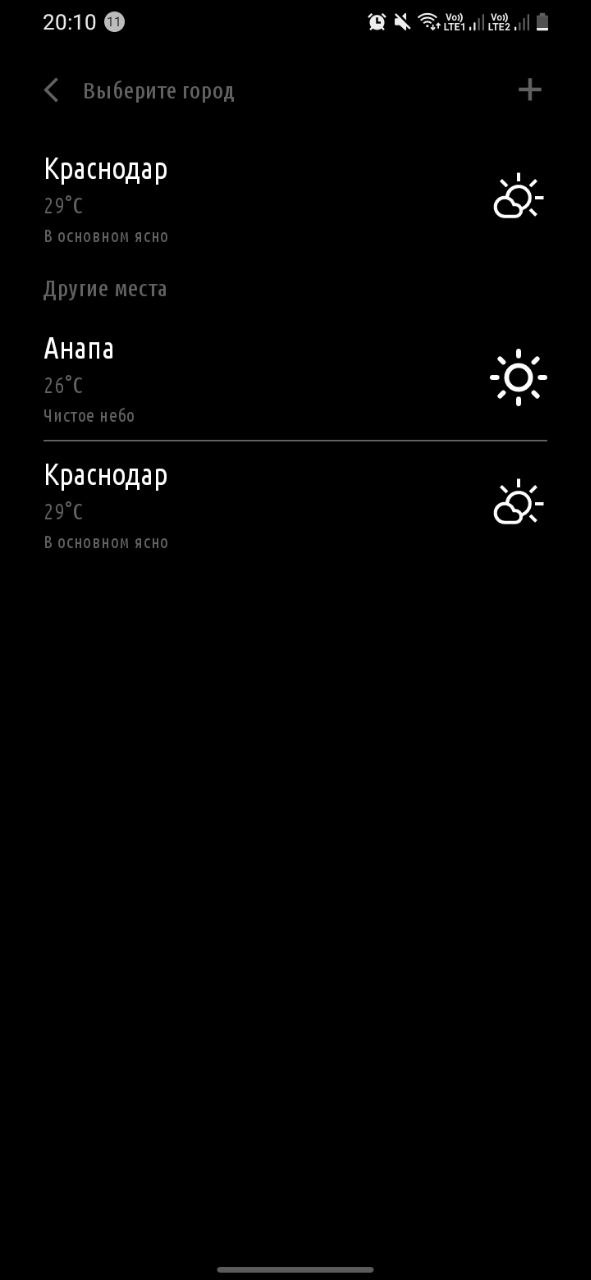 20:10 11 Vo)) LTE1 Vo)) LTE2
Выберите город
Краснодар
29°C
В основном ясно
Другие места
Анапа
26°C
Чистое небо
Краснодар
29°C
В основном ясно